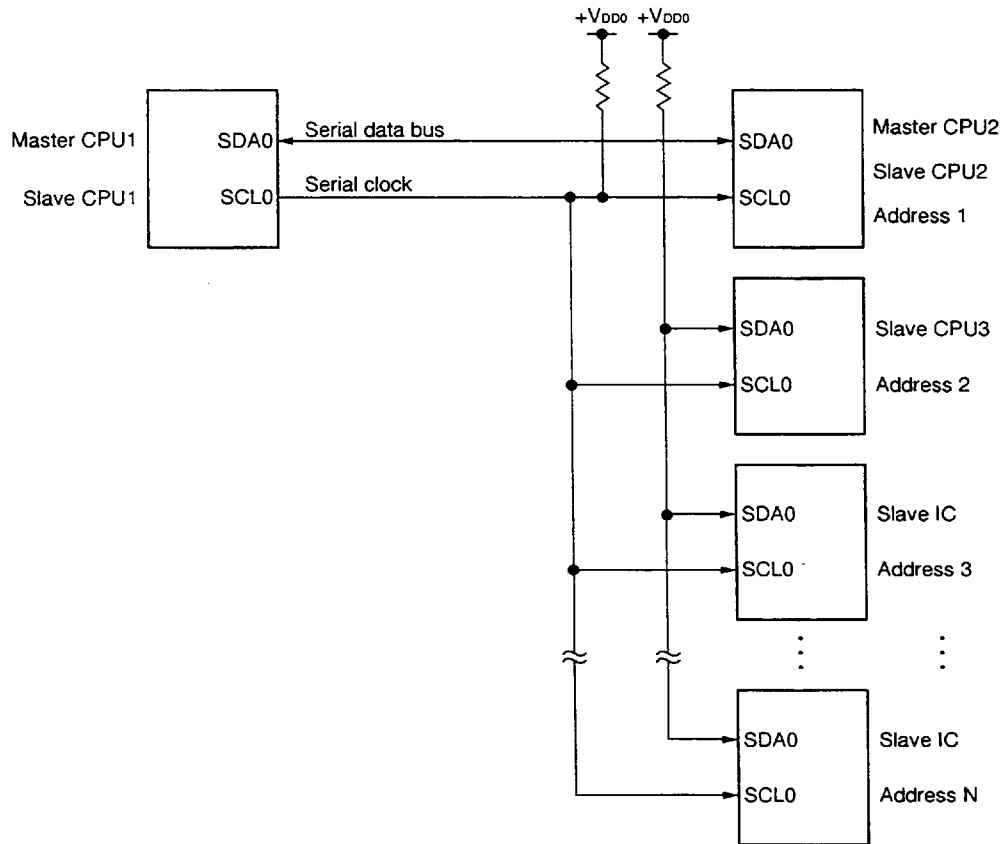 +VDD0 +VDD0
Master CPU1
Slave CPU1
SDA0
SCL0
Serial data bus
Serial clock
SDA0
SCL0
Master CPU2
Slave CPU2
Address 1
SDA0
SCL0
Slave CPU3
Address 2
SDA0
SCL0
Slave IC
Address 3
SDA0
SCL0
Slave IC
Address N